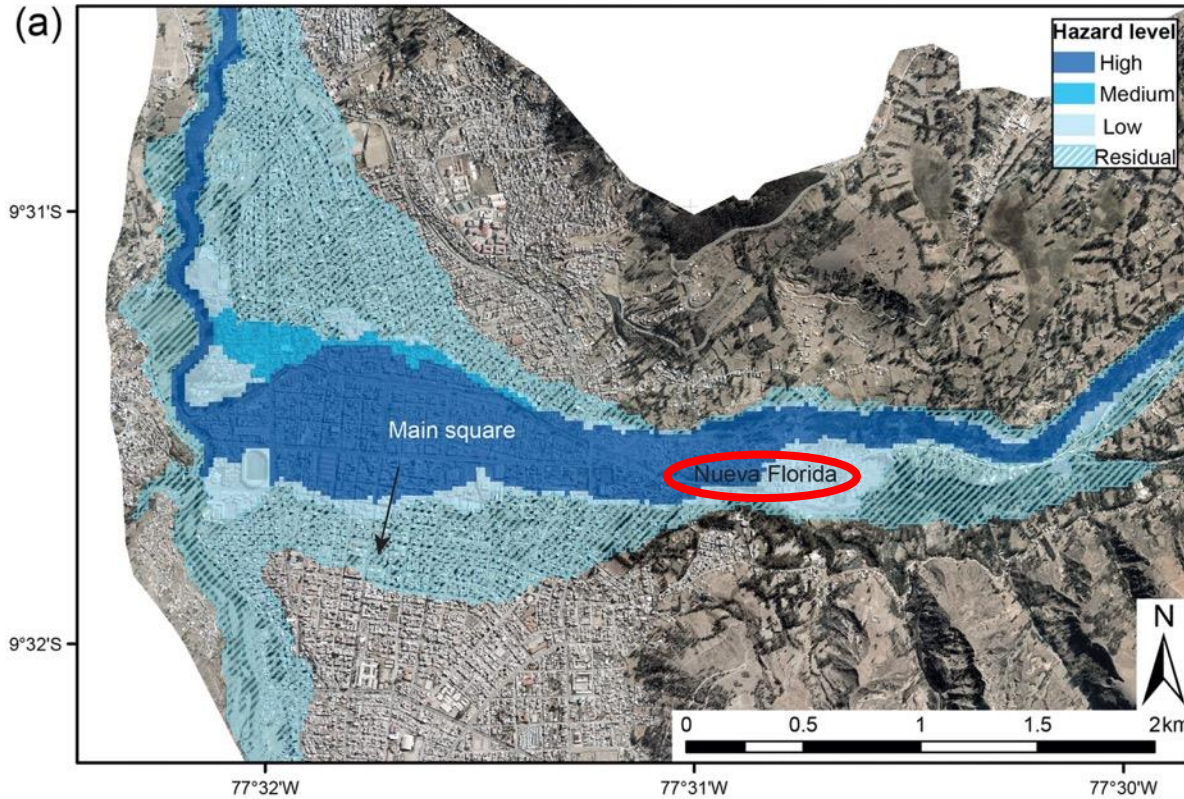 (a)
Hazard level
High
Medium
Low
Residual
9°31'S
Main square
Nueva Florida
9°32'S
N
0 0.5 1 1.5 2km
77°32'W 77°31'W 77°30'W